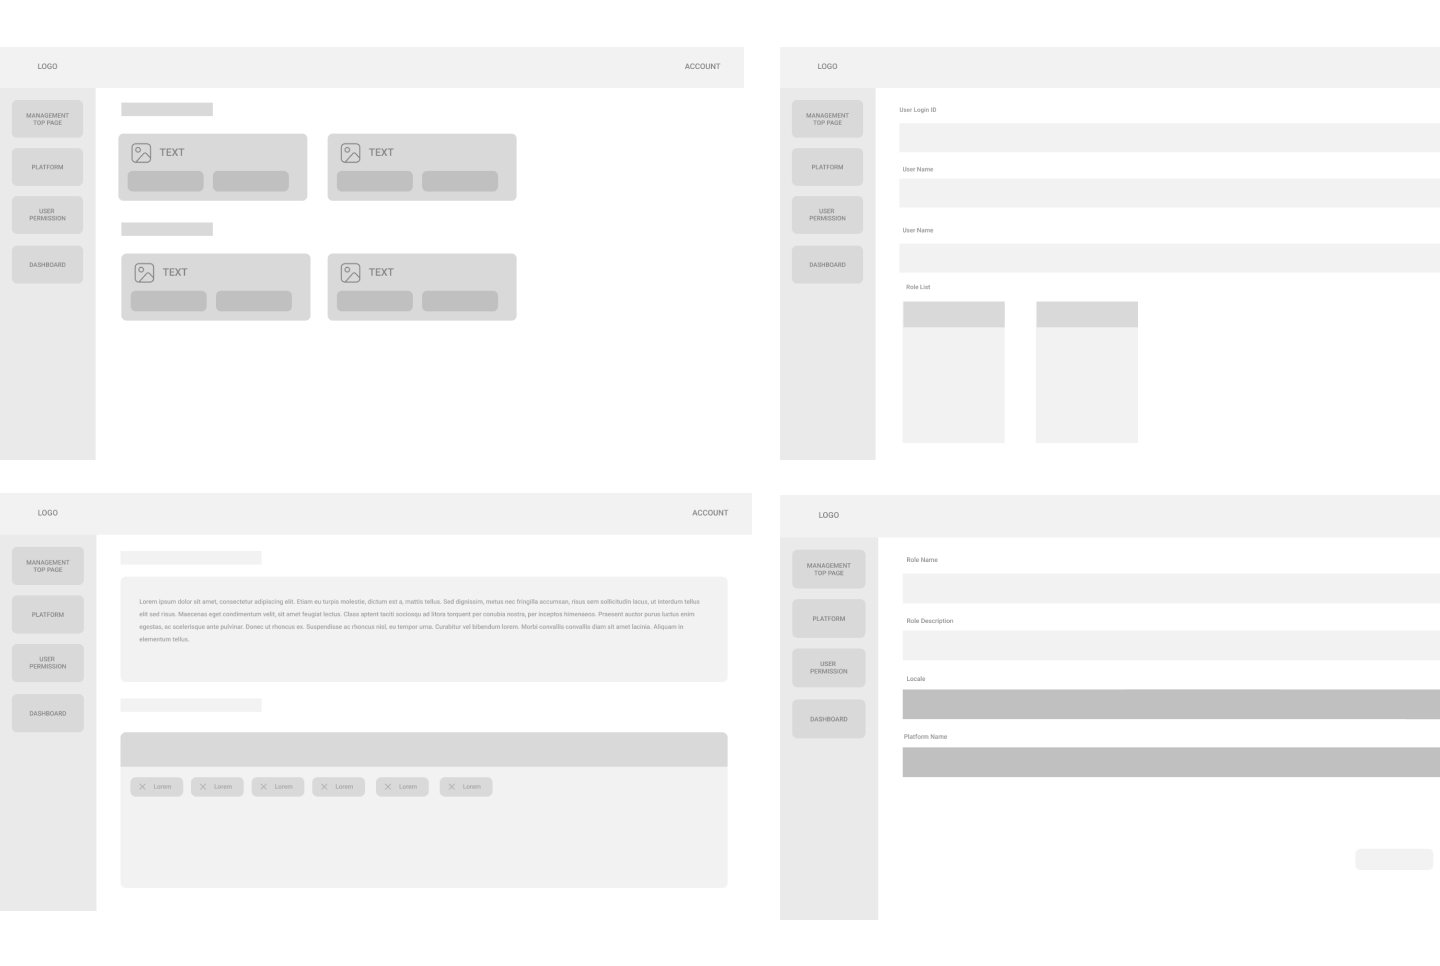 LOGO
ACCOUNT
MANAGEMENT
TOP PAGE
PLATFORM
USER
PERMISSION
DASHBOARD
TEXT
TEXT
TEXT
TEXT
LOGO
MANAGEMENT
TOP PAGE
PLATFORM
USER
PERMISSION
DASHBOARD
User Login ID
User Name
User Name
Role List
LOGO
ACCOUNT
MANAGEMENT
TOP PAGE
PLATFORM
USER
PERMISSION
DASHBOARD
Lorem ipsum dolor sit amet, consectetur adipiscing elit. Etiam eu turpis molestie, dictum est a, mattis tellus. Sed dignissim, metus nec fringilla accumsan, risus sem sollicitudin lacus, ut interdum tellus
elit sed risus. Maecenas eget condimentum velit, sit amet feugiat lectus. Class aptent taciti sociosqu ad litora torquent per conubia nostra, per inceptos himenaeos. Praesent auctor purus luctus enim
egestas, ac scelerisque ante pulvinar. Donec ut rhoncus ex. Suspendisse ac rhoncus nisl, eu tempor urna. Curabitur vel bibendum lorem. Morbi convallis convallis diam sit amet lacinia. Aliquam in
elementum tellus.
Lorem
Lorem
Lorem
Lorem
Lorem
Lorem
LOGO
MANAGEMENT
TOP PAGE
PLATFORM
USER
PERMISSION
DASHBOARD
Role Name
Role Description
Locale
Platform Name